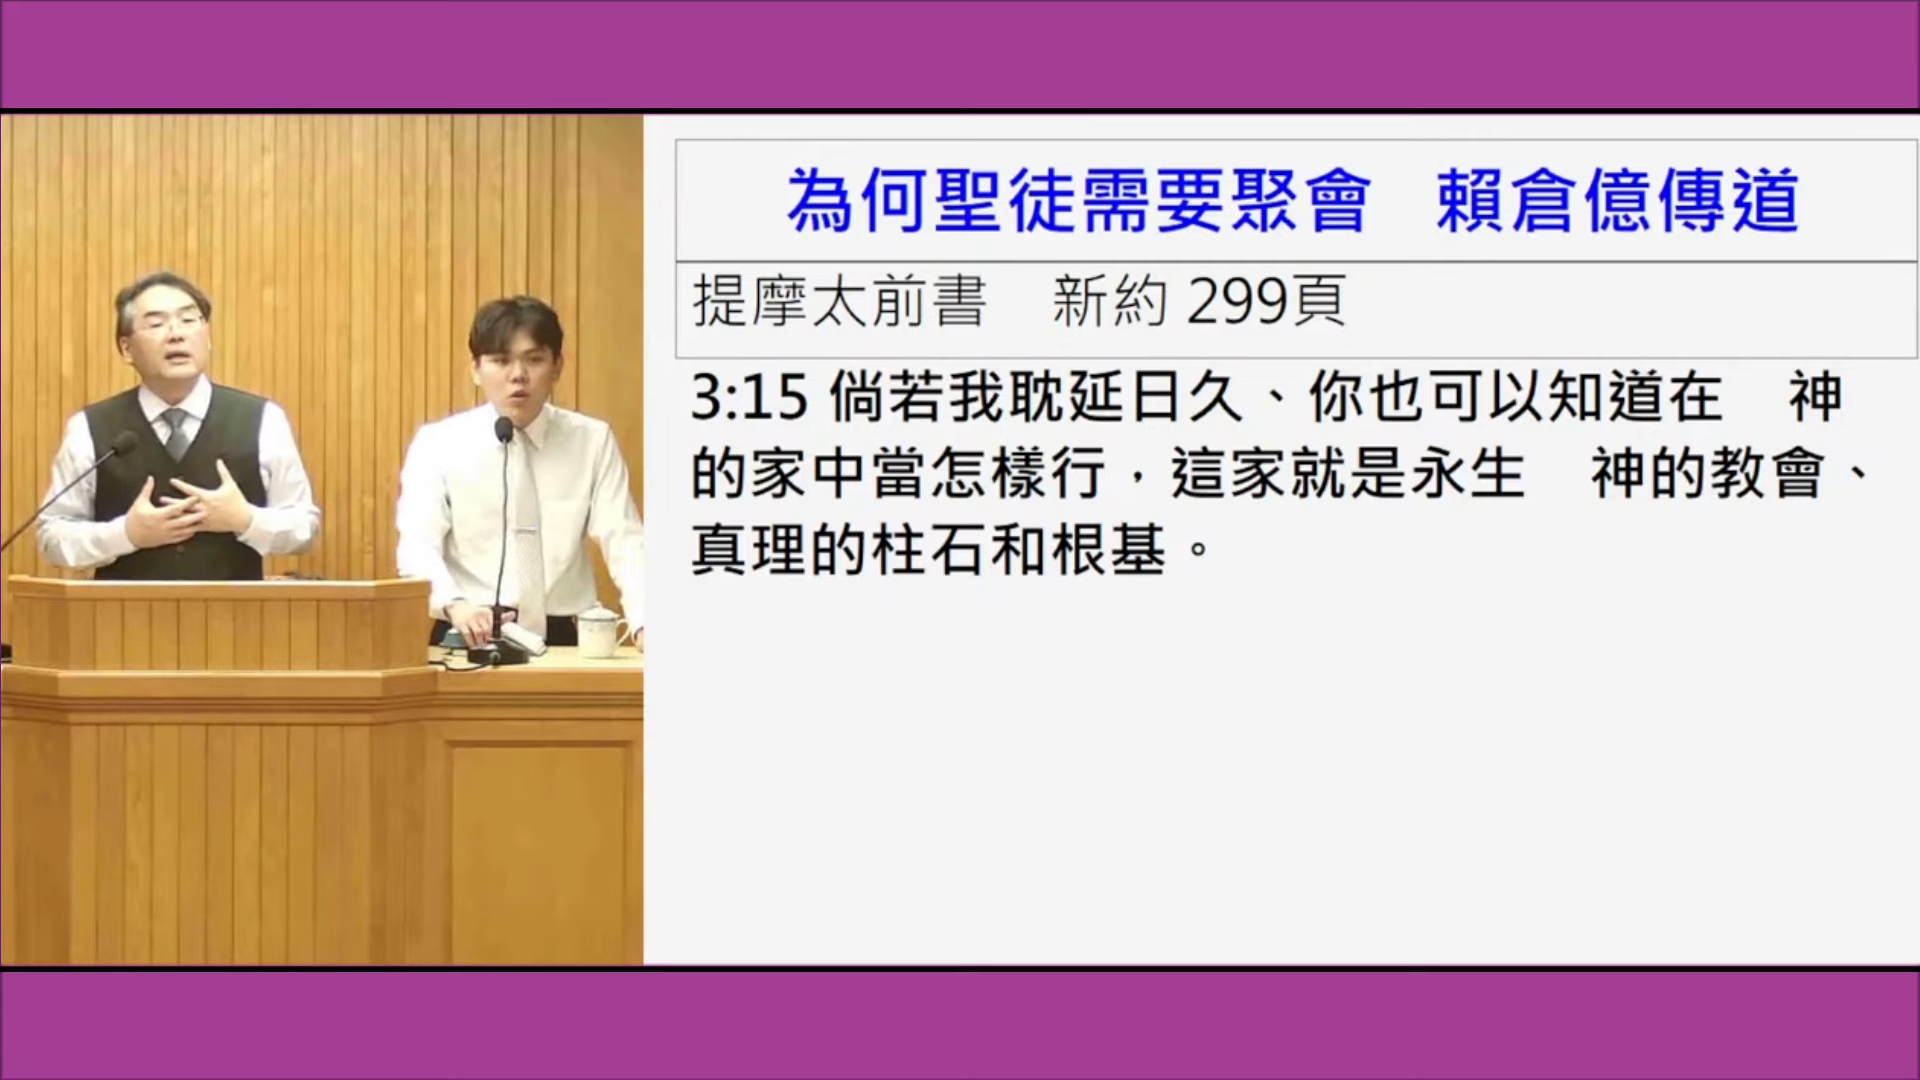 為何聖徒需要聚會　賴倉億傳道
提摩太前書　新約 299頁
3:15 倘若我耽延日久、你也可以知道在　神
的家中當怎樣行，這家就是永生　神的教會、
真理的柱石和根基。